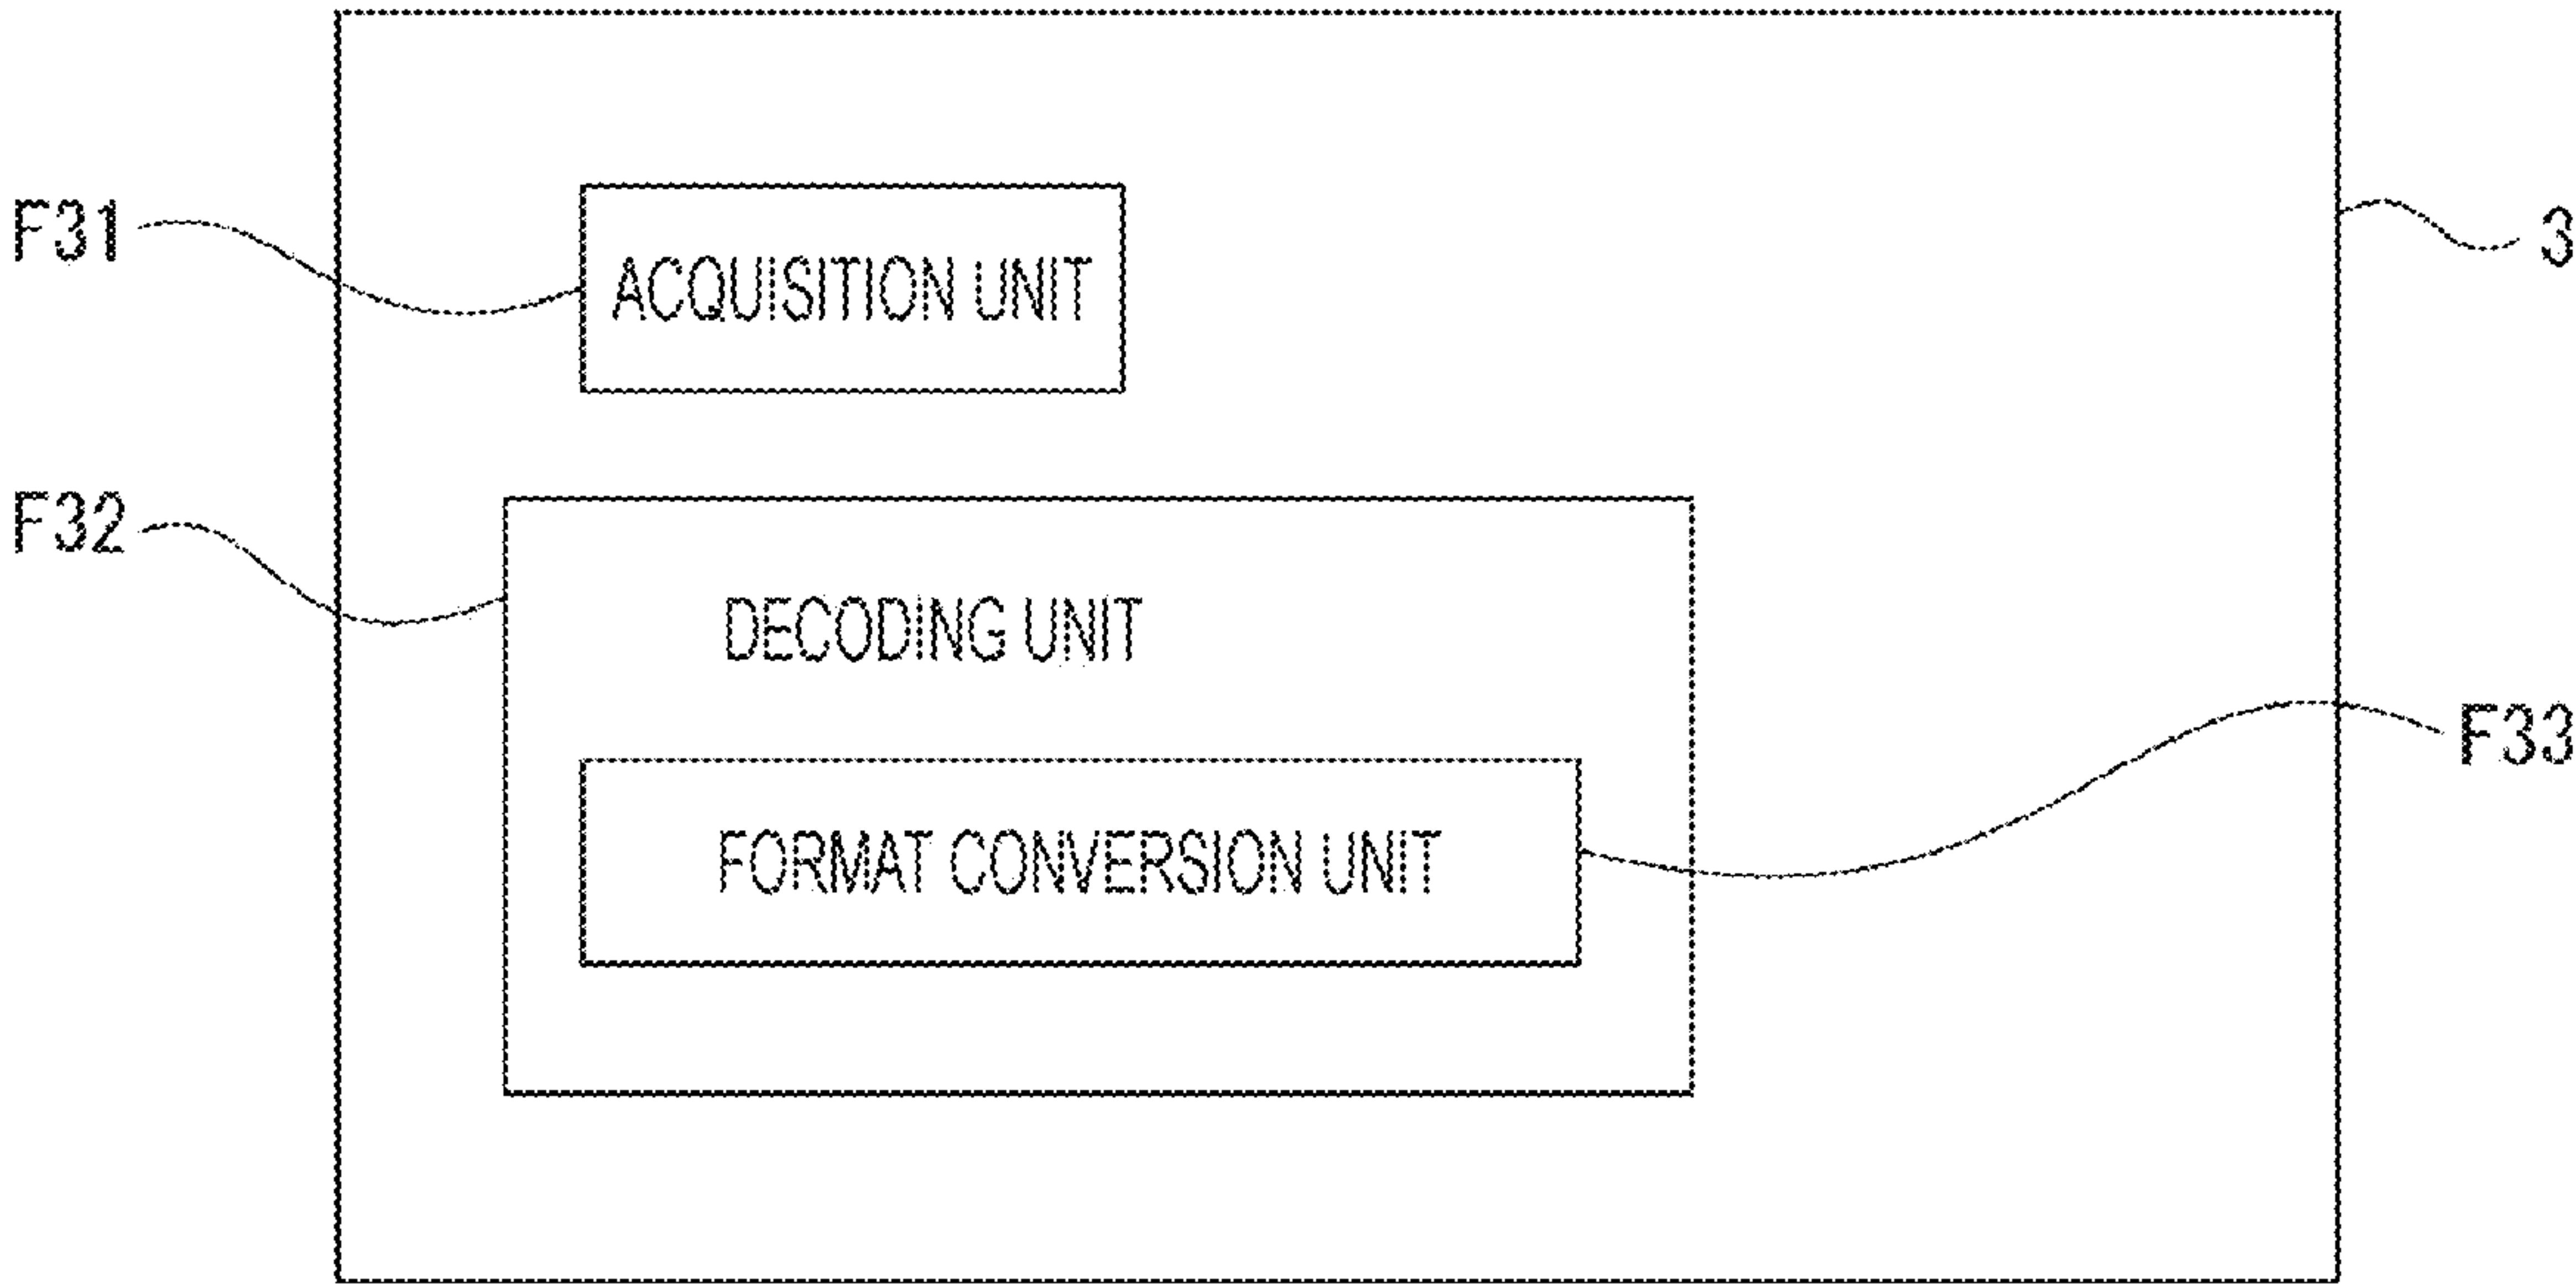 F31
ACQUISITION UNIT
3
F32
DECODING UNIT
F33
FORMAT CONVERSION UNIT